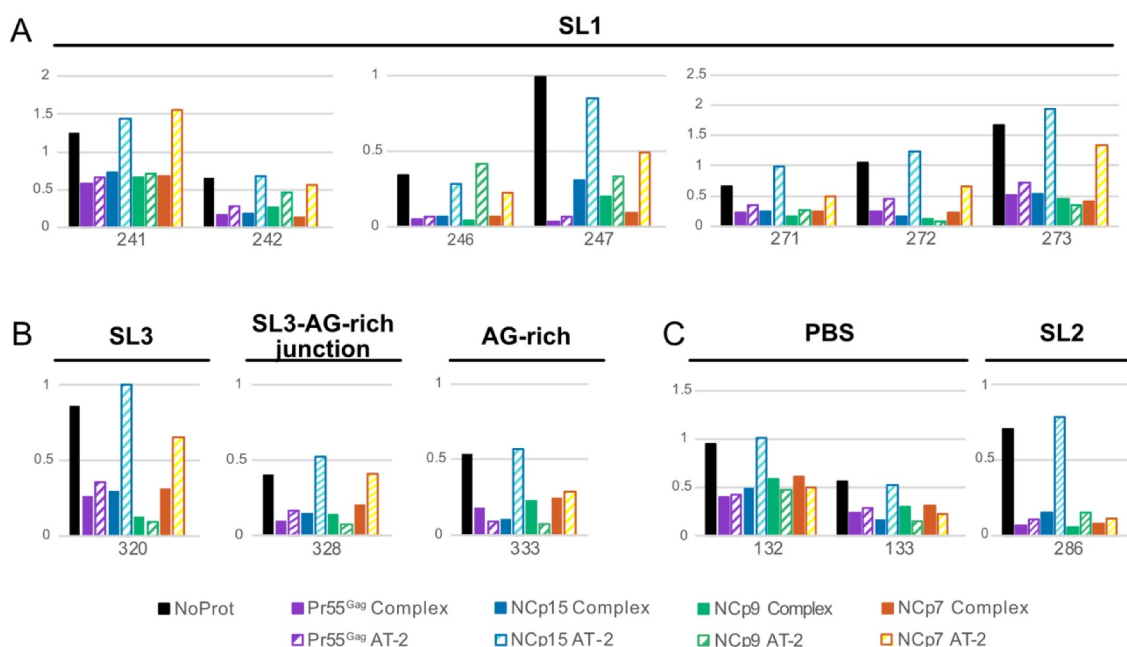 A
SL1
2
1.5
1
0.5
0
241
242
1
0.5
0
246
247
2.5
2
1.5
1
0.5
0
271
272
273
B
SL3
SL3-AG-rich
junction
AG-rich
C
PBS
SL2
1
0.5
0
320
0.5
0
328
0.5
0
333
1.5
1
0.5
0
132
133
1
0.5
0
286
NoProt
Pr55Gag Complex
NCp15 Complex
NCp9 Complex
NCp7 Complex
Pr55Gag AT-2
NCp15 AT-2
NCp9 AT-2
NCp7 AT-2